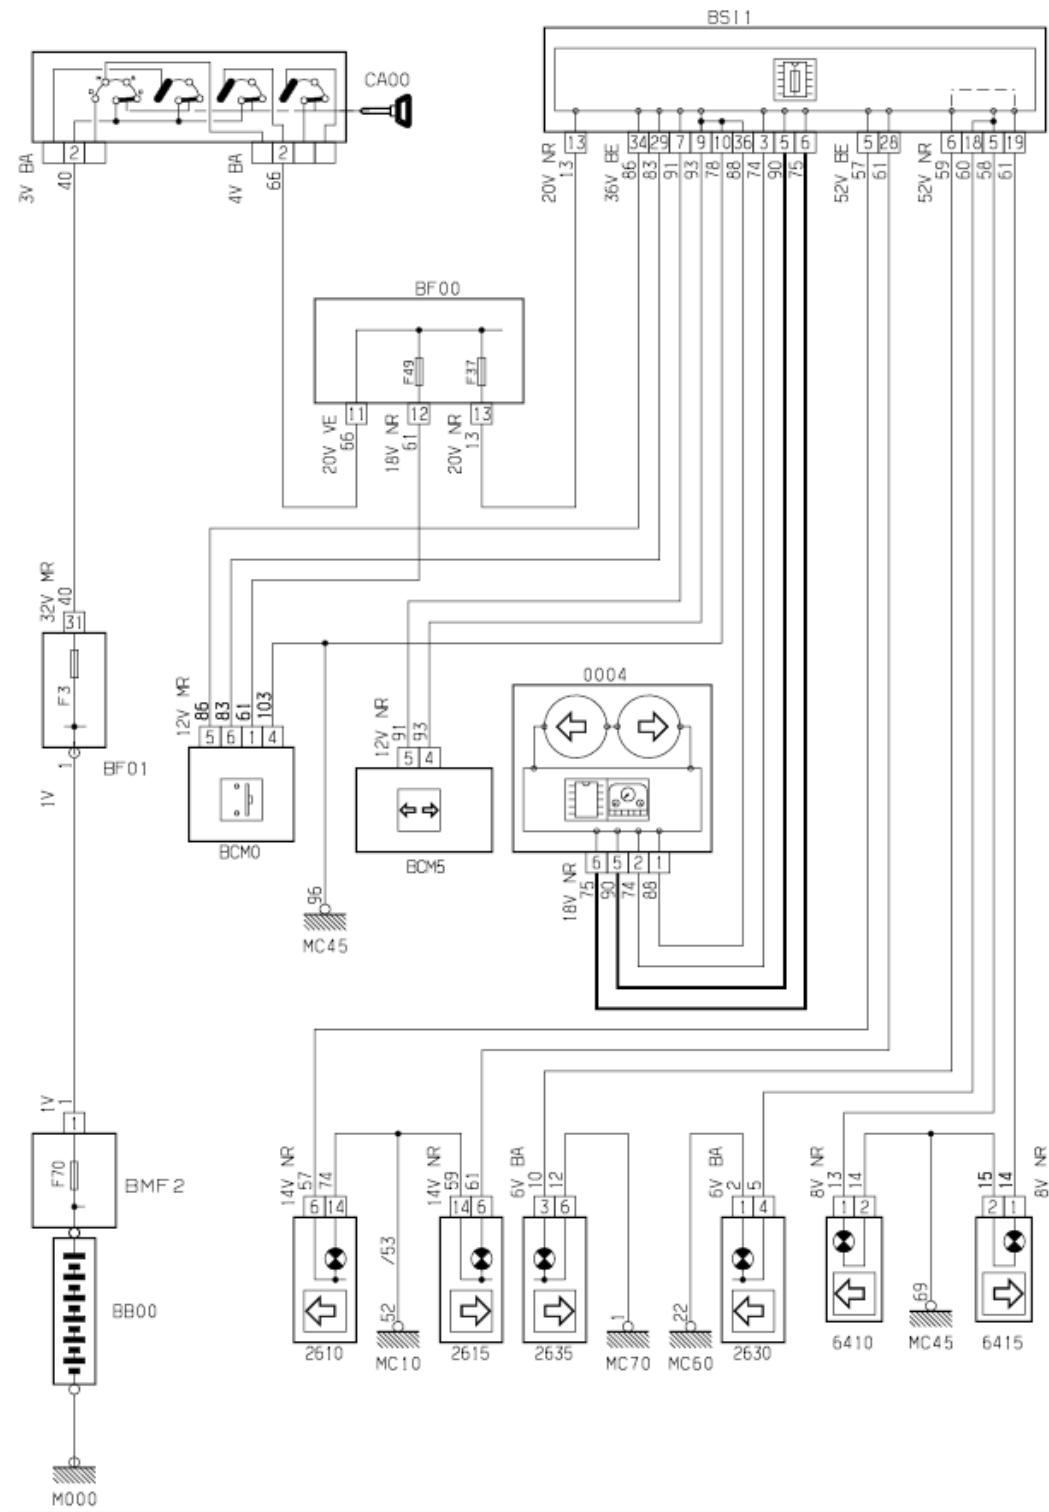 BSI1
CA00
13 34 29 7 9 10 36 3 5 6 5 28 6 18 5 19
2 2
3V BA 40 4V BA 66 20V NR 13 36V BE 86 83 91 93 78 88 74 90 75 52V BE 57 61 52V NR 59 60 58 61
BF00
F49 F37
11 12 13
20V VE 66 18V NR 61 20V NR 13
32V MR 40
31
F3
BF01
1
1V
0004
12V MR 86 83 61 103
5 6 1 4
BCM0
12V NR 91 93
5 4
BCM5
6 5 2 1
18V NR 75 90 74 88
96
MC45
1V 1
1
F70
BMF2
BB00
M000
14V NR 57 74 14V NR 59 61 6V BA 10 12 6V BA 2 5 8V NR 13 14 15 14 8V NR
6 14 14 6 3 6 1 4 1 2 2 1
/53
52 1 22 69
2610 MC10 2615 2635 MC70 MC60 2630 6410 MC45 6415